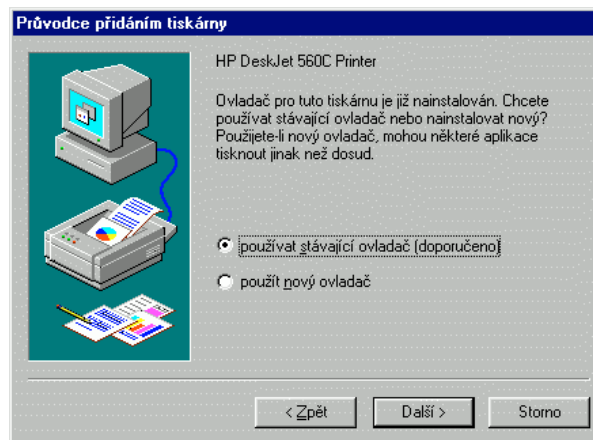 Průvodce přidáním tiskárny
HP DeskJet 560C Printer
Ovladač pro tuto tiskárnu je již nainstalován. Chcete
používat stávající ovladač nebo nainstalovat nový?
Použijete-li nový ovladač, mohou některé aplikace
tisknout jinak než dosud.
používat stávající ovladač (doporučeno)
použít nový ovladač
< Zpět
Další >
Storno